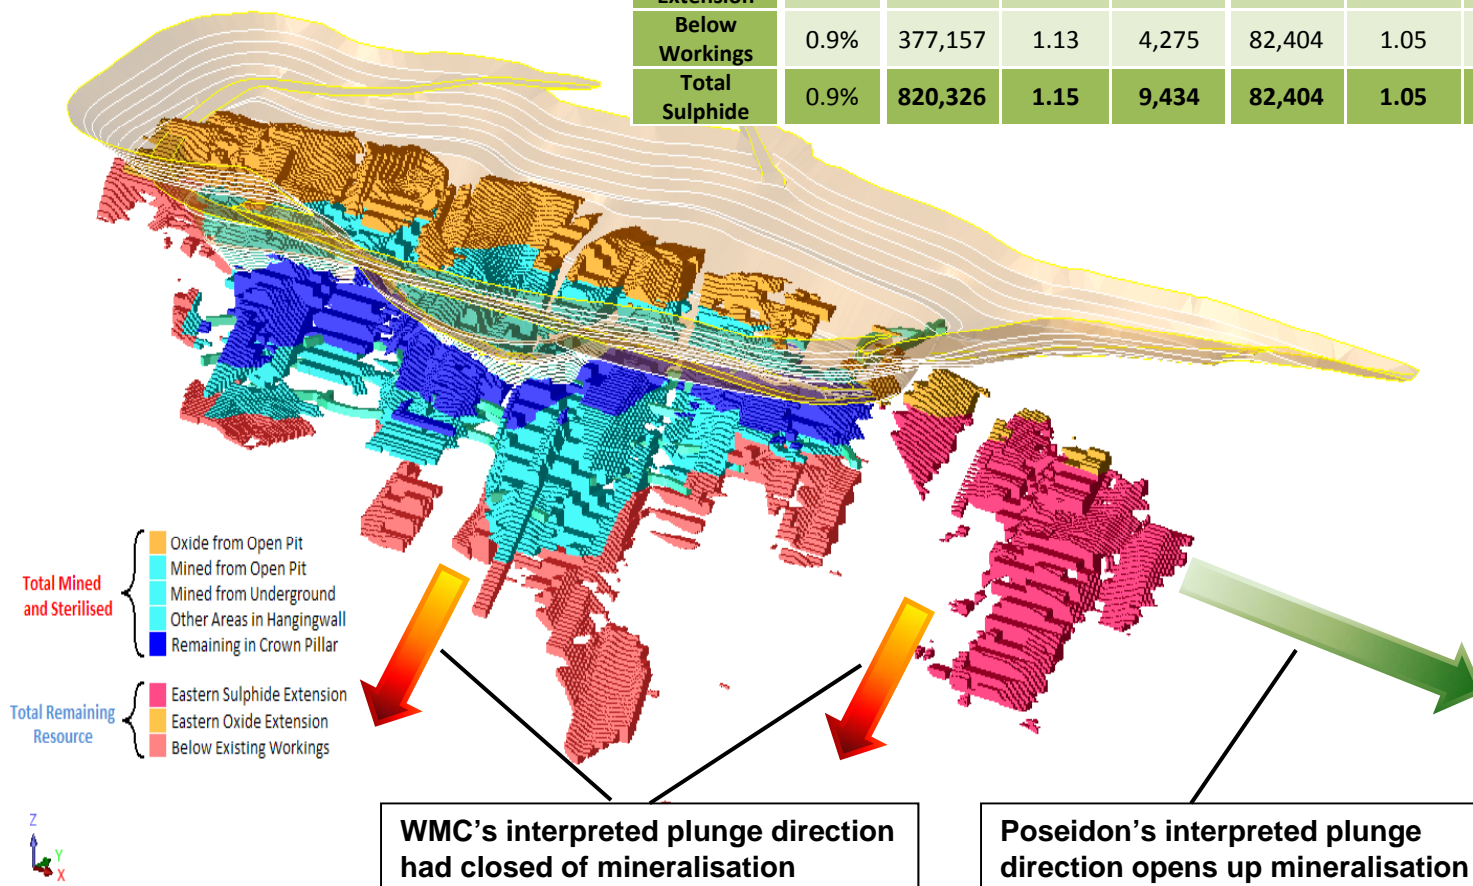 Extension
Below Workings 0.9% 377,157 1.13 4,275 82,404 1.05
Total Sulphide 0.9% 820,326 1.15 9,434 82,404 1.05
Total Mined and Sterilised
Oxide from Open Pit
Mined from Open Pit
Mined from Underground
Other Areas in Hangingwall
Remaining in Crown Pillar
Total Remaining Resource
Eastern Sulphide Extension
Eastern Oxide Extension
Below Existing Workings
Z
Y
X
WMC's interpreted plunge direction
had closed of mineralisation
Poseidon's interpreted plunge
direction opens up mineralisation